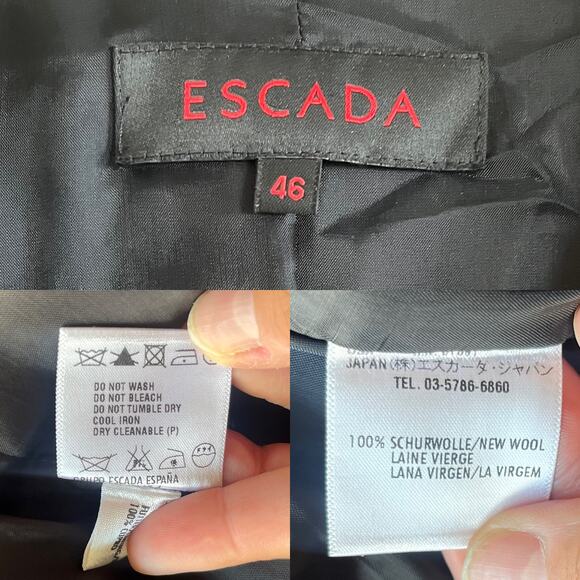 ESCADA
46
DO NOT WASH
DO NOT BLEACH
DO NOT TUMBLE DRY
COOL IRON
DRY CLEANABLE (P)
GRUPO ESCADA ESPAÑA
100%
JAPAN (株)エスカーダ・ジャパン
TEL. 03-5786-6860
100% SCHURWOLLE/NEW WOOL
LAINE VIERGE
LANA VIRGEN/LA VIRGEM